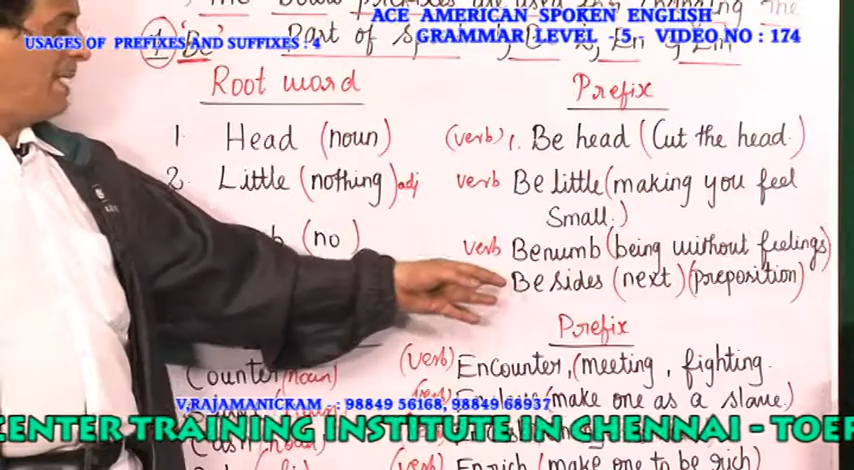 ACE AMERICAN SPOKEN ENGLISH
USAGES OF PREFIXES AND SUFFIXES : 4
GRAMMAR LEVEL -5, VIDEO NO : 174
1 'Be' Part of
Root word Prefix
1. Head (noun) (verb) 1. Be head (Cut the head.)
2. Little (nothing) adj verb Be little (making you feel
Small.)
(no verb Benumb (being without feelings)
Be sides (next) (preposition)
Prefix
Counter (noun) (verb) Encounter, (meeting, fighting.
(make one as a slave.)
V.RAJAMANICKAM - : 98849 56168, 98849 68937
CENTER TRAINING INSTITUTE IN CHENNAI - TOEF
(verb) Enrich (make one to be rich)